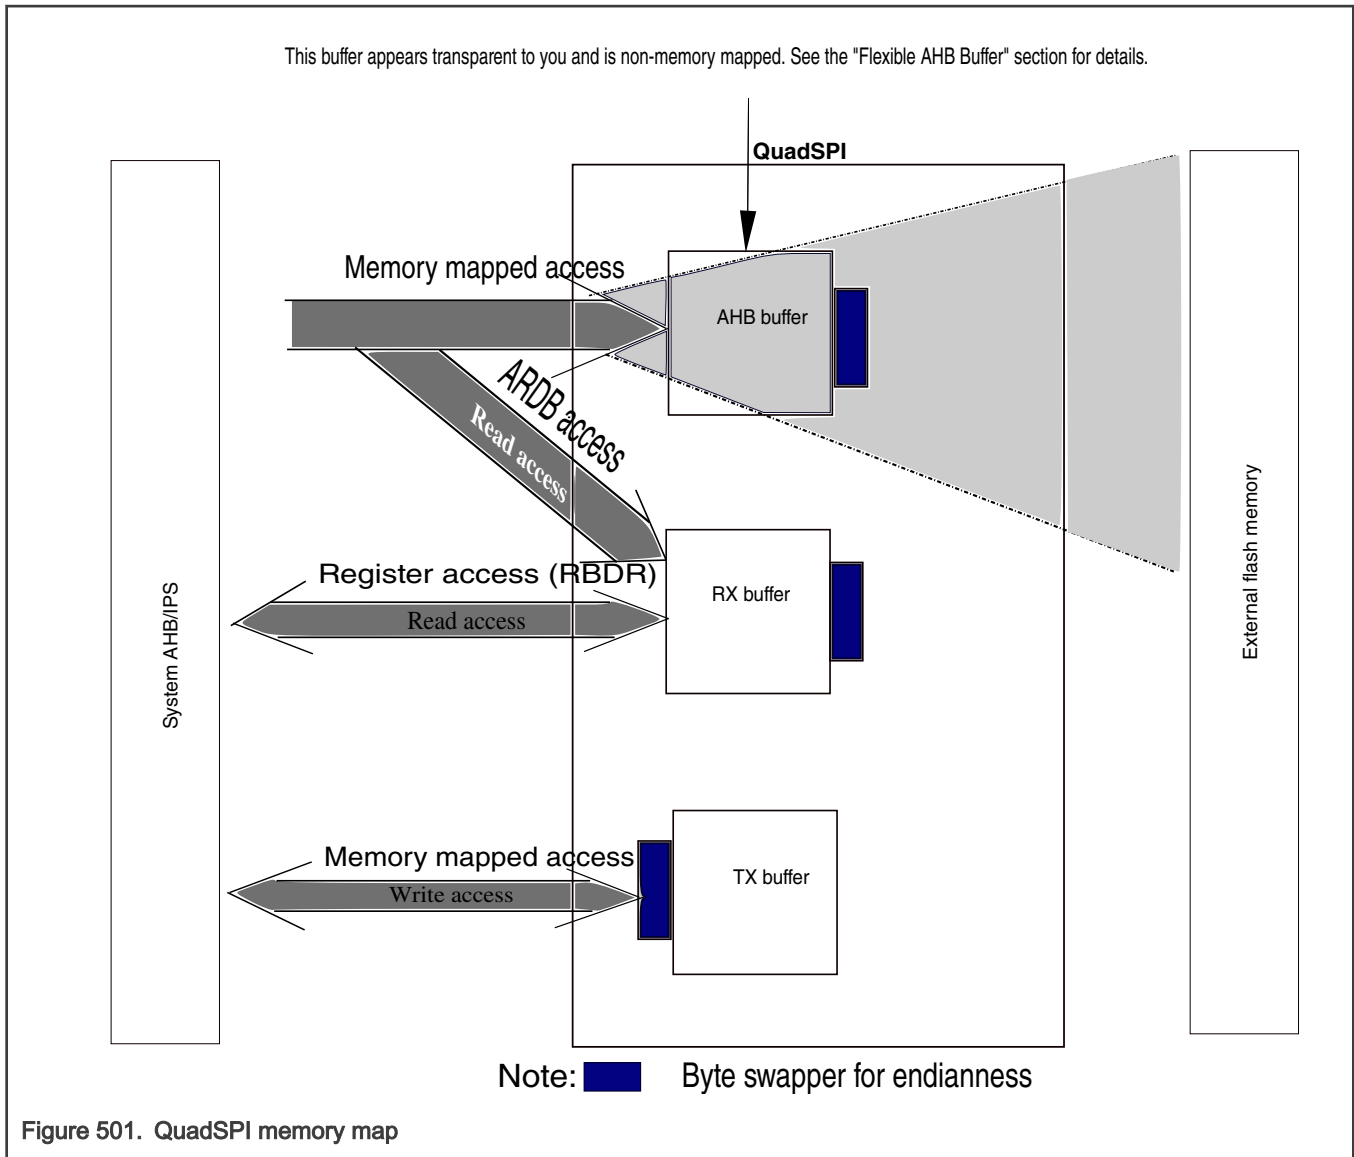 This buffer appears transparent to you and is non-memory mapped. See the "Flexible AHB Buffer" section for details.
QuadSPI
Memory mapped access
AHB buffer
ARDB access
Read access
Register access (RBDR)
Read access
RX buffer
System AHB/IPS
External flash memory
Memory mapped access
Write access
TX buffer
Note:
Byte swapper for endianness
Figure 501. QuadSPI memory map